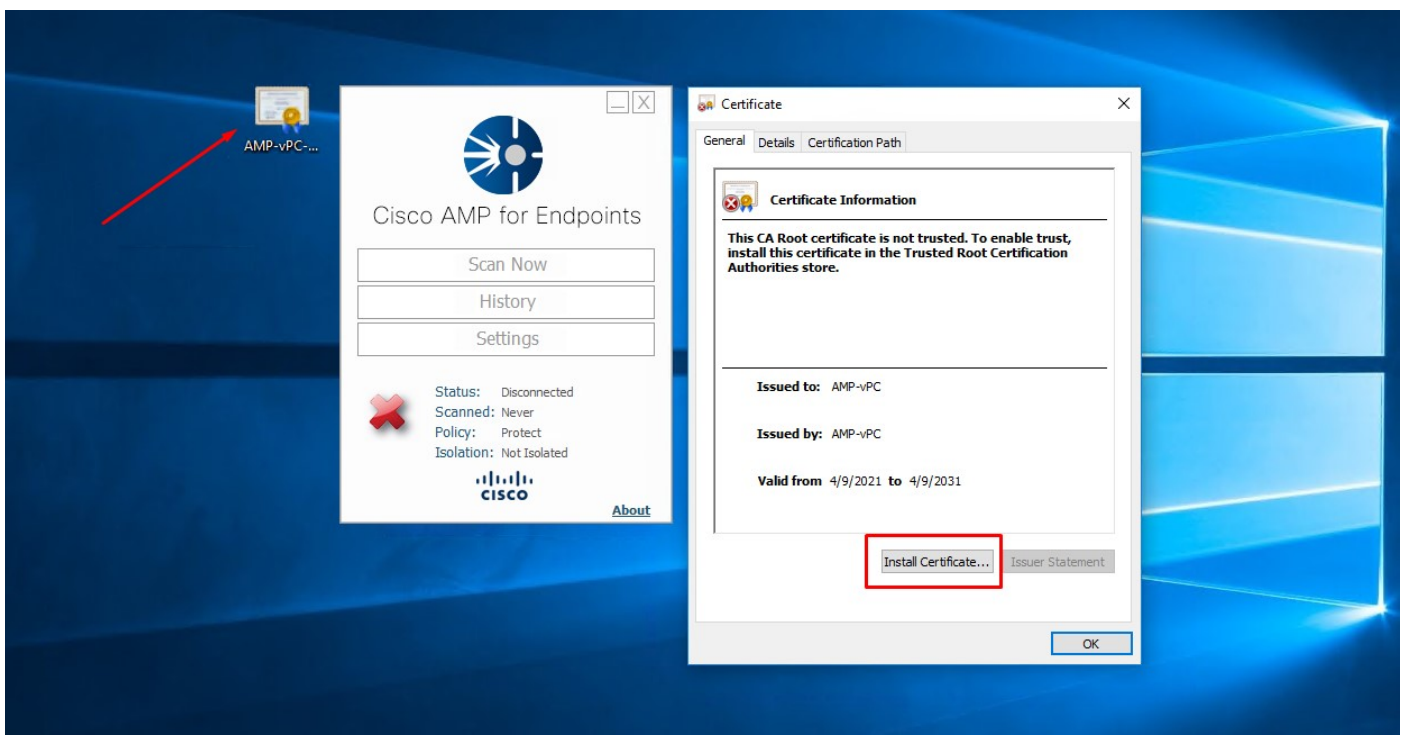 AMP-vPC-...
Cisco AMP for Endpoints
Scan Now
History
Settings
Status: Disconnected
Scanned: Never
Policy: Protect
Isolation: Not Isolated
CISCO
About
Certificate
General Details Certification Path
Certificate Information
This CA Root certificate is not trusted. To enable trust,
install this certificate in the Trusted Root Certification
Authorities store.
Issued to: AMP-vPC
Issued by: AMP-vPC
Valid from 4/9/2021 to 4/9/2031
Install Certificate... Issuer Statement
OK